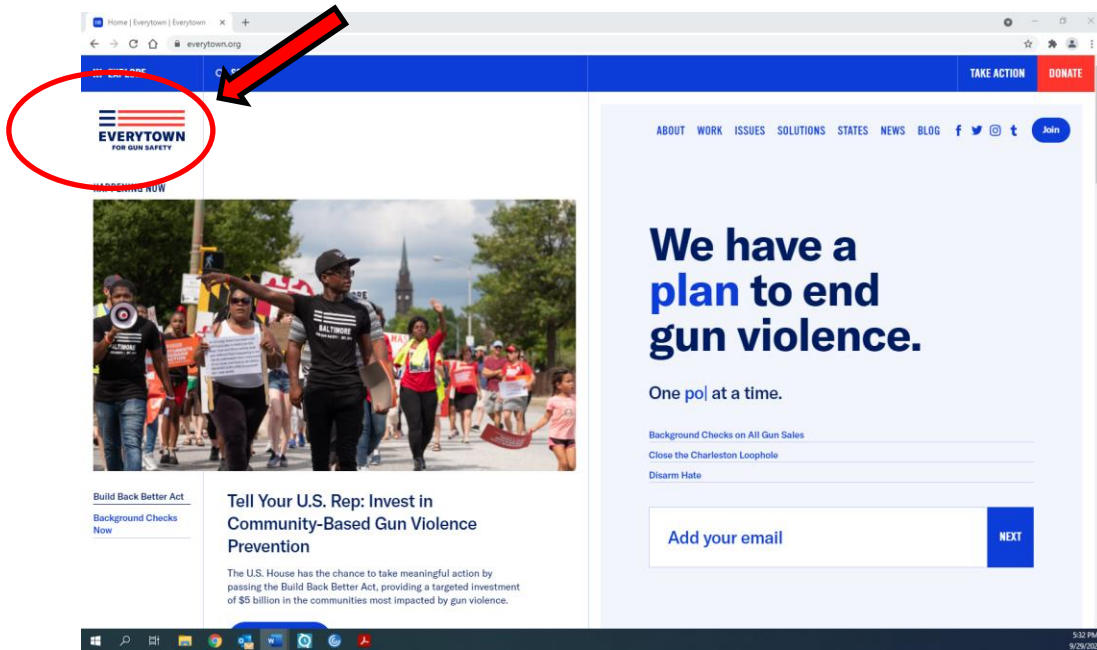 Home | Everytown | Everytown
everytown.org
TAKE ACTION
DONATE
EVERYTOWN
FOR GUN SAFETY
ABOUT WORK ISSUES SOLUTIONS STATES NEWS BLOG
Join
HAPPENING NOW
BALTIMORE
We have a
plan to end
gun violence.
One pol at a time.
Background Checks on All Gun Sales
Close the Charleston Loophole
Disarm Hate
Add your email
NEXT
Build Back Better Act
Background Checks
Now
Tell Your U.S. Rep: Invest in
Community-Based Gun Violence
Prevention
The U.S. House has the chance to take meaningful action by
passing the Build Back Better Act, providing a targeted investment
of $5 billion in the communities most impacted by gun violence.
5:32 PM